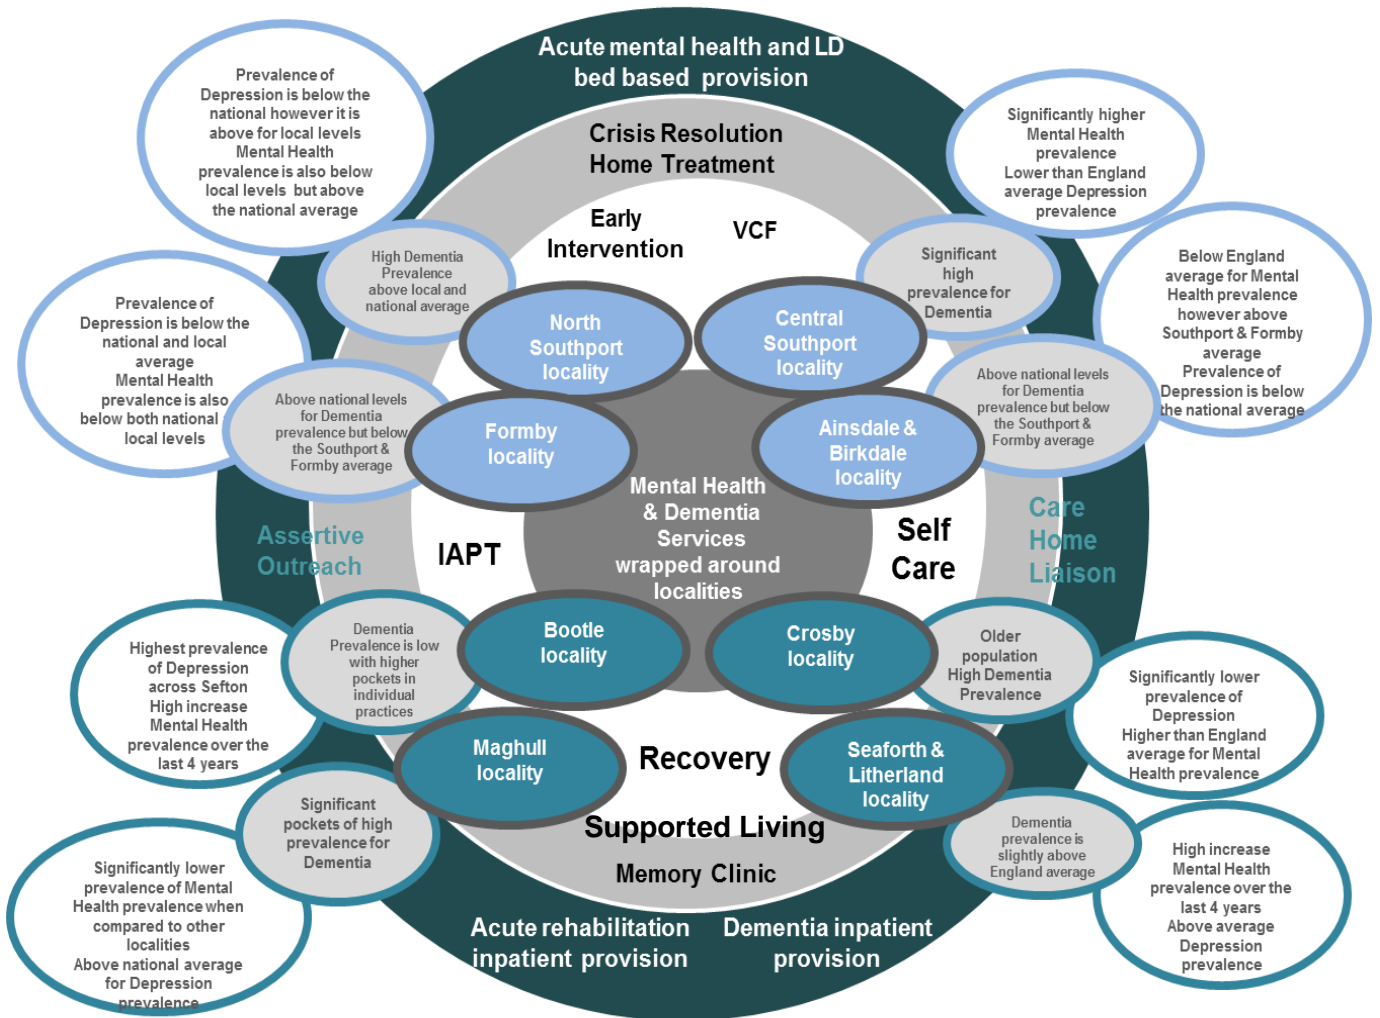 Acute mental health and LD
bed based provision
Crisis Resolution
Home Treatment
Early
Intervention
VCF
Prevalence of
Depression is below the
national however it is
above for local levels
Mental Health
prevalence is also below
local levels but above
the national average
High Dementia
Prevalence
above local and
national average
North
Southport
locality
Central
Southport
locality
Significant
high
prevalence for
Dementia
Significantly higher
Mental Health
prevalence
Lower than England
average Depression
prevalence
Prevalence of
Depression is below the
national and local
average
Mental Health
prevalence is also
below both national
local levels
Above national levels
for Dementia
prevalence but below
the Southport &
Formby average
Formby
locality
Ainsdale &
Birkdale
locality
Above national levels
for Dementia
prevalence but below
the Southport &
Formby average
Below England
average for Mental
Health prevalence
however above
Southport & Formby
average
Prevalence of
Depression is below
the national average
Assertive
Outreach
IAPT
Mental Health
& Dementia
Services
wrapped around
localities
Self
Care
Care
Home
Liaison
Highest prevalence
of Depression
across Sefton
High increase
Mental Health
prevalence over the
last 4 years
Dementia
Prevalence is low
with higher
pockets in
individual
practices
Bootle
locality
Crosby
locality
Older
population
High Dementia
Prevalence
Significantly lower
prevalence of
Depression
Higher than England
average for Mental
Health prevalence
Significantly lower
prevalence of Mental
Health prevalence when
compared to other
localities
Above national average
for Depression
prevalence
Significant
pockets of high
prevalence for
Dementia
Maghull
locality
Recovery
Seaforth &
Litherland
locality
Dementia
prevalence is
slightly above
England average
High increase
Mental Health
prevalence over the
last 4 years
Above average
Depression
prevalence
Supported Living
Memory Clinic
Acute rehabilitation
inpatient provision
Dementia inpatient
provision